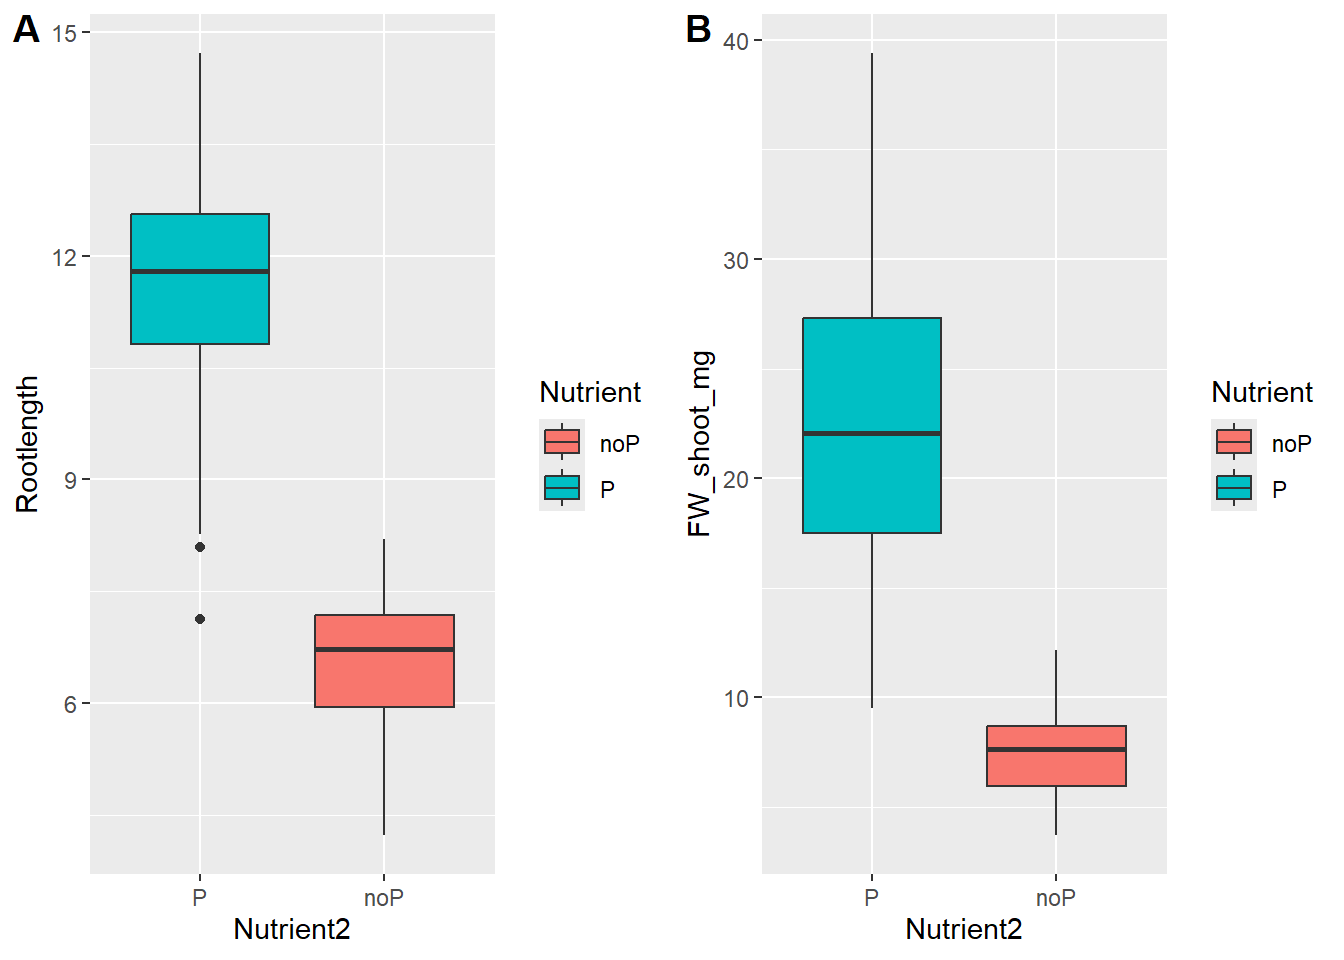 A
15
12
9
6
Rootlength
P noP
Nutrient2
Nutrient
noP
P
B
40
30
20
10
FW_shoot_mg
P noP
Nutrient2
Nutrient
noP
P